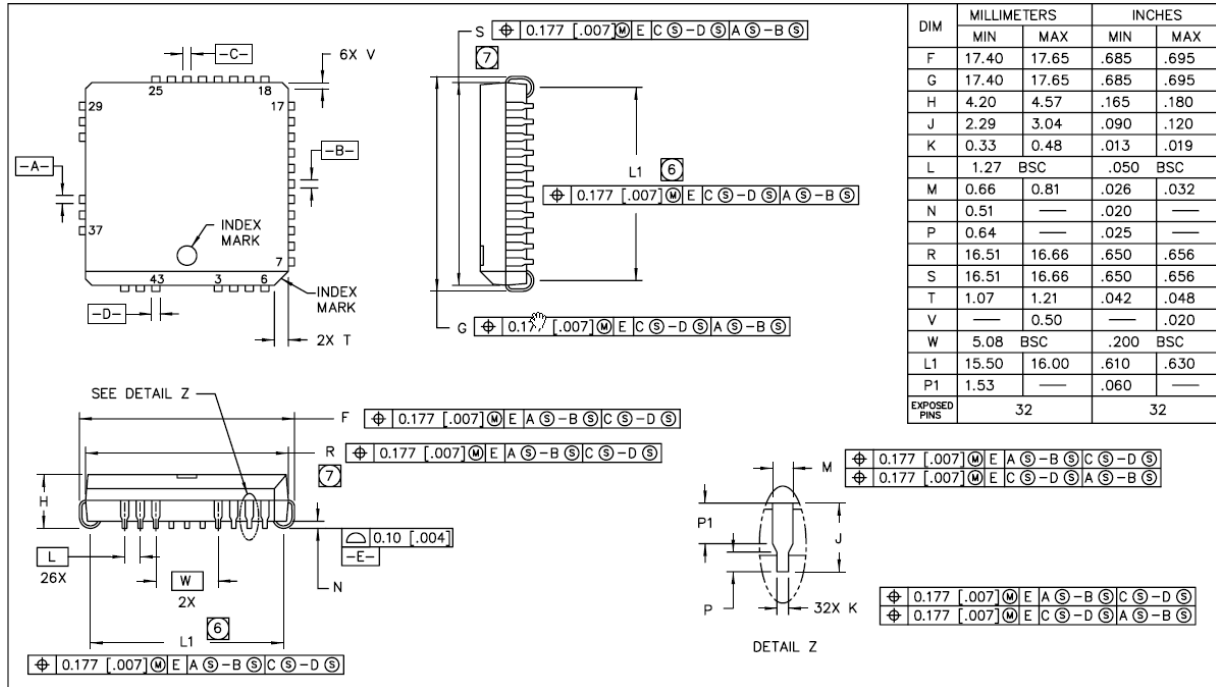 S ⌖ 0.177 [.007] Ⓜ E C Ⓢ – D Ⓢ A Ⓢ – B Ⓢ
7
-C-
6X V
25 18
29 17
-A-
-B-
L1 6
⌖ 0.177 [.007] Ⓜ E C Ⓢ – D Ⓢ A Ⓢ – B Ⓢ
INDEX
MARK
37
7
43 3 6
INDEX
MARK
-D-
2X T
G ⌖ 0.177 [.007] Ⓜ E C Ⓢ – D Ⓢ A Ⓢ – B Ⓢ
DIM MILLIMETERS INCHES
MIN MAX MIN MAX
F 17.40 17.65 .685 .695
G 17.40 17.65 .685 .695
H 4.20 4.57 .165 .180
J 2.29 3.04 .090 .120
K 0.33 0.48 .013 .019
L 1.27 BSC .050 BSC
M 0.66 0.81 .026 .032
N 0.51 — .020 —
P 0.64 — .025 —
R 16.51 16.66 .650 .656
S 16.51 16.66 .650 .656
T 1.07 1.21 .042 .048
V — 0.50 — .020
W 5.08 BSC .200 BSC
L1 15.50 16.00 .610 .630
P1 1.53 — .060 —
EXPOSED
PINS 32 32
SEE DETAIL Z
F ⌖ 0.177 [.007] Ⓜ E A Ⓢ – B Ⓢ C Ⓢ – D Ⓢ
R ⌖ 0.177 [.007] Ⓜ E A Ⓢ – B Ⓢ C Ⓢ – D Ⓢ
7
H
⌓ 0.10 [.004]
-E-
L
26X
W
2X
N
L1 6
⌖ 0.177 [.007] Ⓜ E A Ⓢ – B Ⓢ C Ⓢ – D Ⓢ
M ⌖ 0.177 [.007] Ⓜ E A Ⓢ – B Ⓢ C Ⓢ – D Ⓢ
⌖ 0.177 [.007] Ⓜ E C Ⓢ – D Ⓢ A Ⓢ – B Ⓢ
P1
J
P
32X K
⌖ 0.177 [.007] Ⓜ E A Ⓢ – B Ⓢ C Ⓢ – D Ⓢ
⌖ 0.177 [.007] Ⓜ E C Ⓢ – D Ⓢ A Ⓢ – B Ⓢ
DETAIL Z